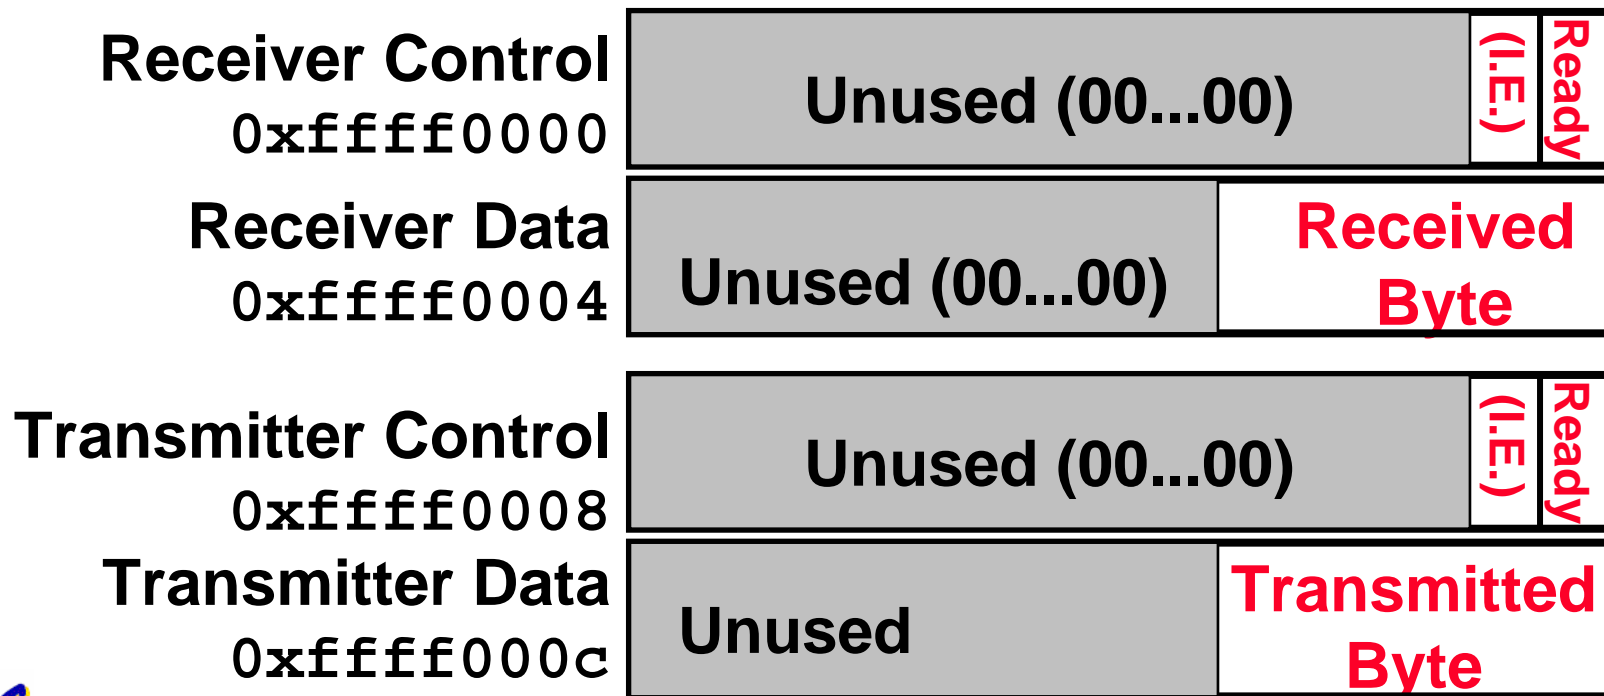 Receiver Control
0xffff0000
Unused (00...00)
(I.E.)
Ready
Receiver Data
0xffff0004
Unused (00...00)
Received
Byte
Transmitter Control
0xffff0008
Unused (00...00)
(I.E.)
Ready
Transmitter Data
0xffff000c
Unused
Transmitted
Byte